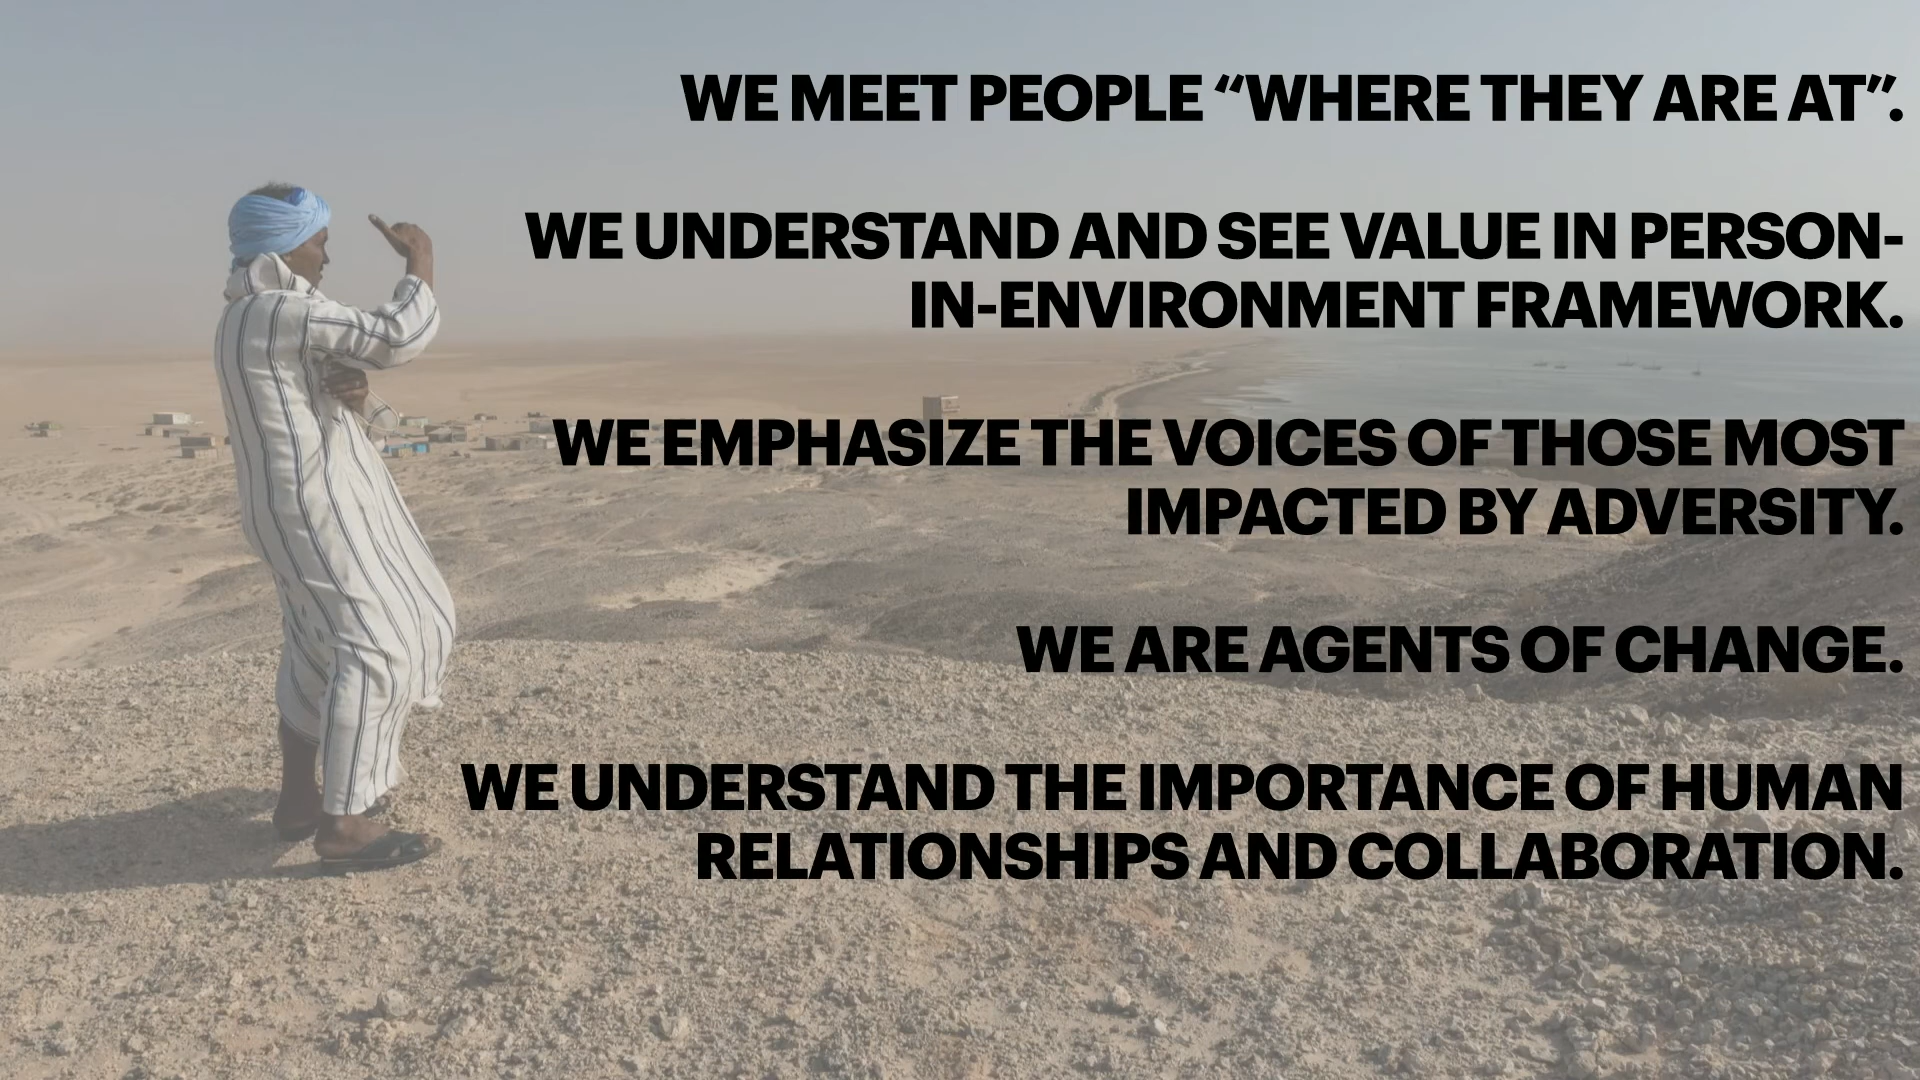 WE MEET PEOPLE “WHERE THEY ARE AT”.
WE UNDERSTAND AND SEE VALUE IN PERSON-
IN-ENVIRONMENT FRAMEWORK.
WE EMPHASIZE THE VOICES OF THOSE MOST
IMPACTED BY ADVERSITY.
WE ARE AGENTS OF CHANGE.
WE UNDERSTAND THE IMPORTANCE OF HUMAN
RELATIONSHIPS AND COLLABORATION.